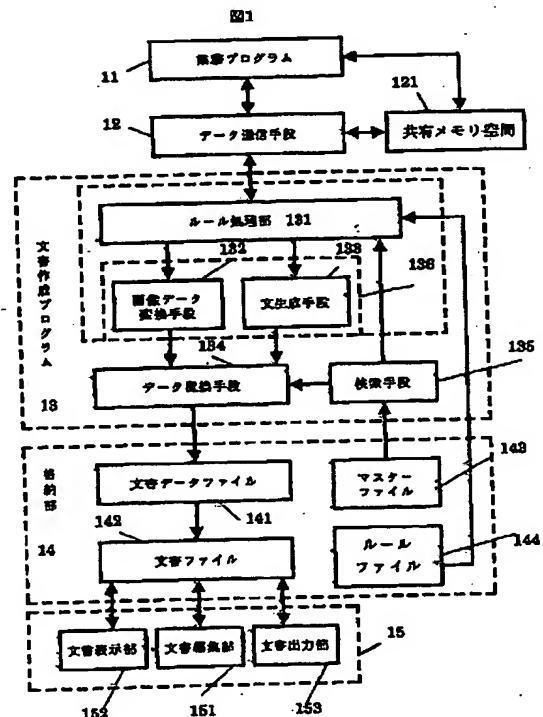 図1
業務プログラム
11
121
12
データ通信手段
共有メモリ空間
ルール処理部 131
132
133
136
画像データ
変換手段
文生成手段
134
135
データ変換手段
検索手段
文書作成プログラム
13
文書データファイル
マスター
ファイル
143
142
141
格納部
14
文書ファイル
ルール
ファイル
144
文書表示部
文書編集部
文書出力部
15
152
151
153